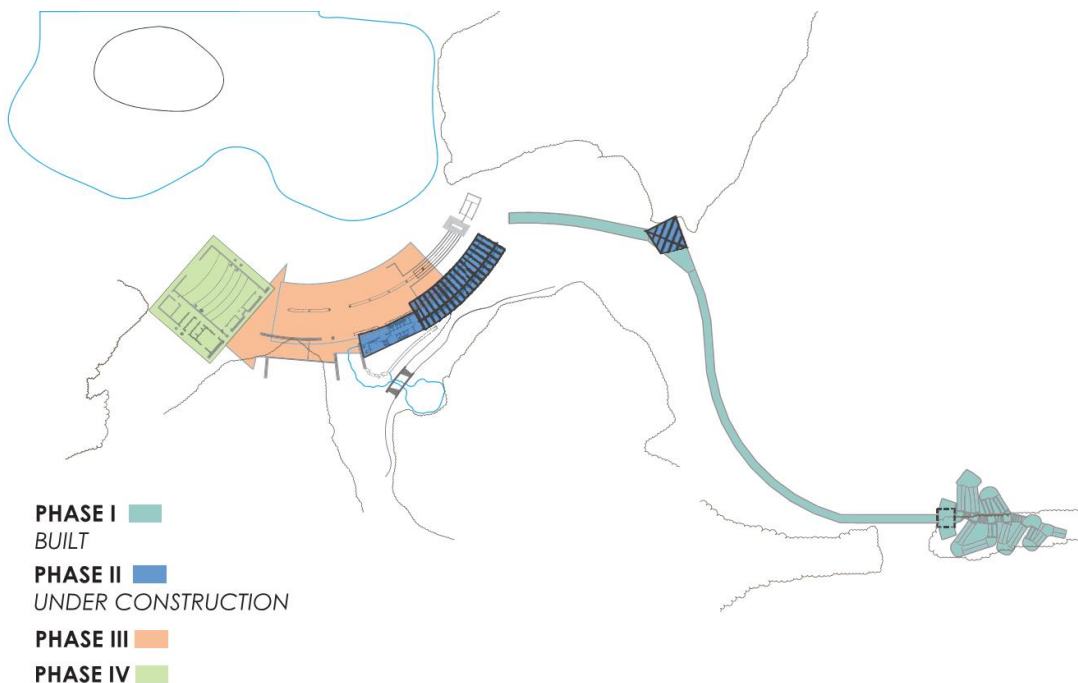 PHASE I
BUILT
PHASE II
UNDER CONSTRUCTION
PHASE III
PHASE IV